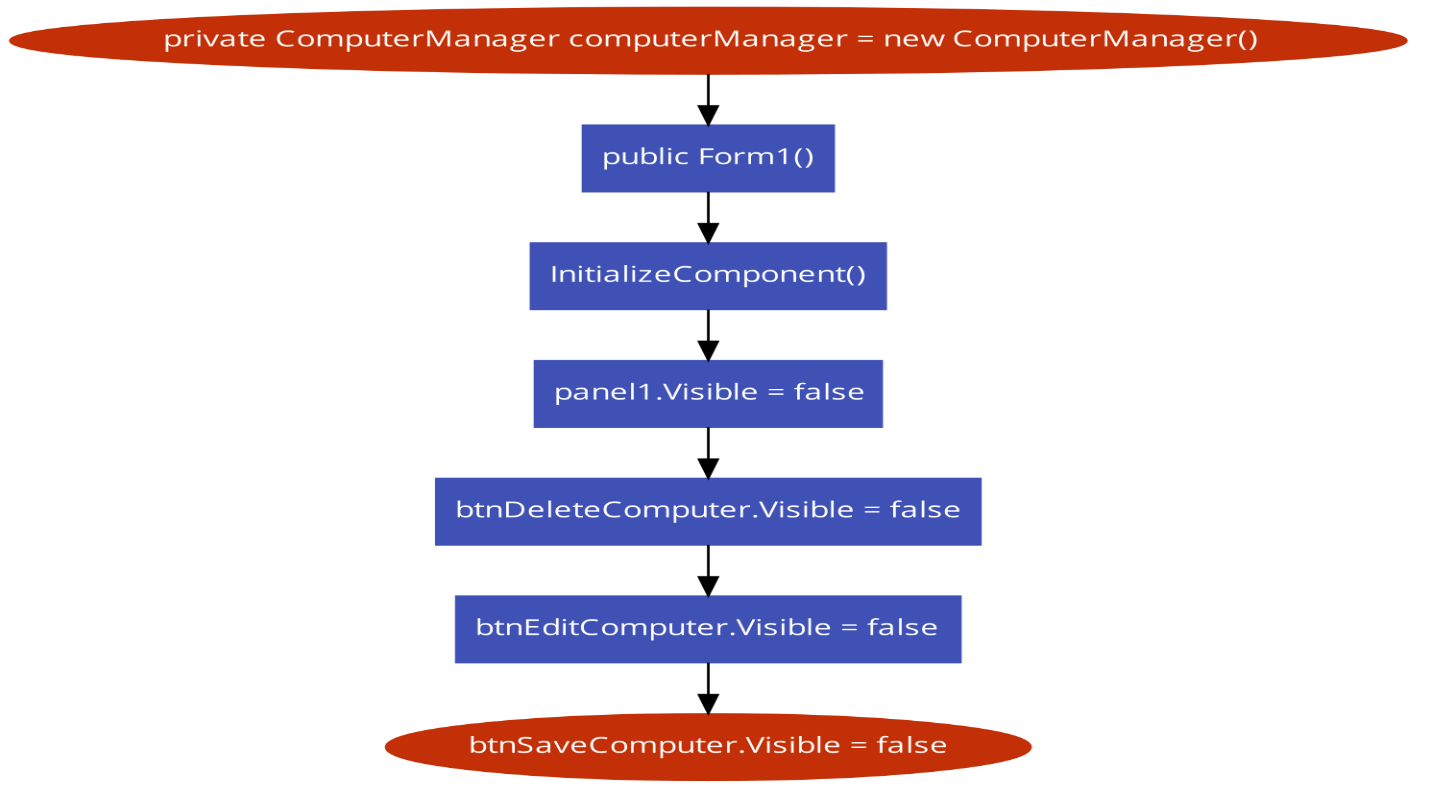 private ComputerManager computerManager = new ComputerManager()
public Form1()
InitializeComponent()
panel1.Visible = false
btnDeleteComputer.Visible = false
btnEditComputer.Visible = false
btnSaveComputer.Visible = false